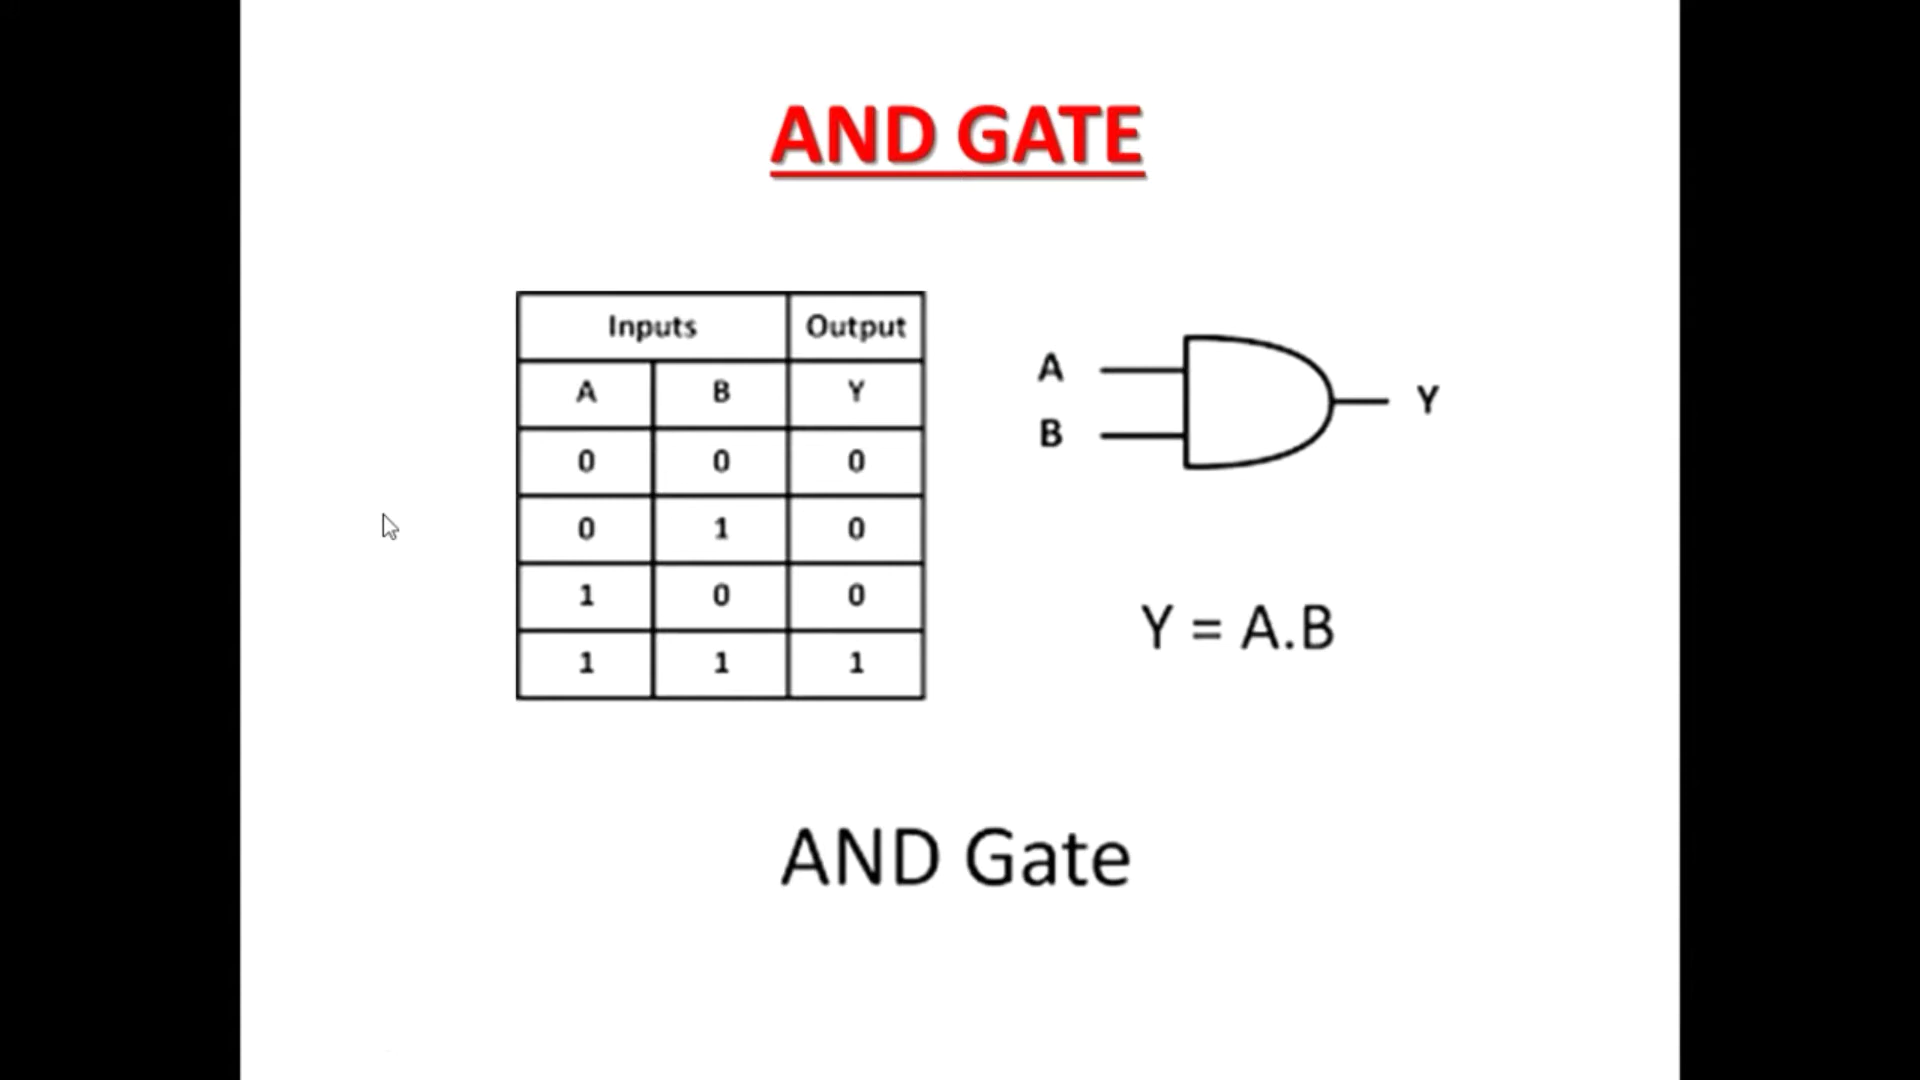 AND GATE
Inputs Output
A B Y
0 0 0
0 1 0
1 0 0
1 1 1
A
B
Y
Y = A.B
AND Gate